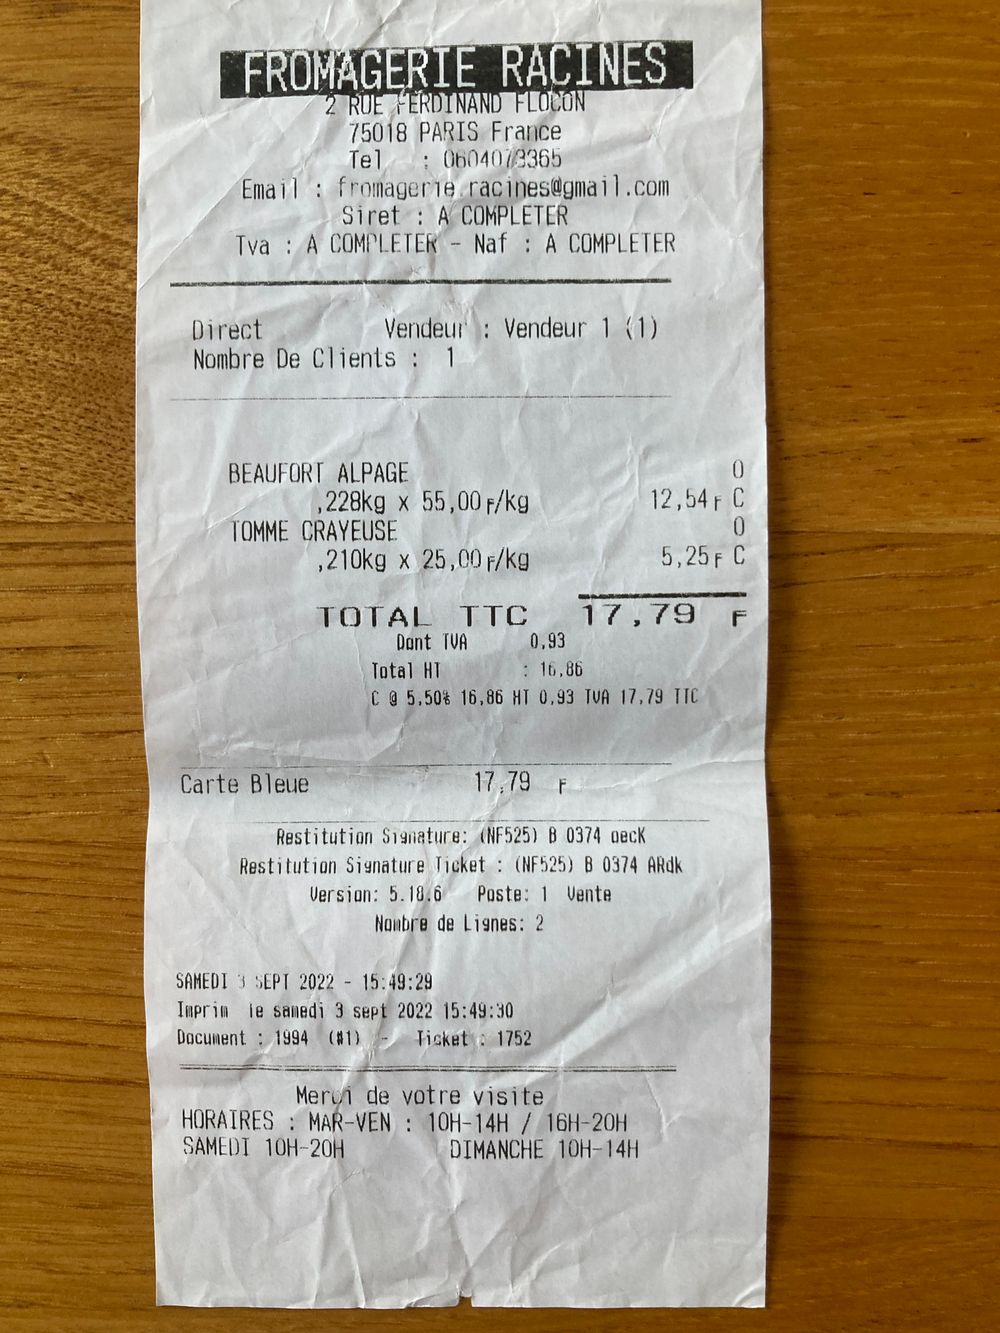 FROMAGERIE RACINES
2 RUE FERDINAND FLOCON
75018 PARIS France
Tel : 0604073365
Email : fromagerie.racines@gmail.com
Siret : A COMPLETER
Tva : A COMPLETER - Naf : A COMPLETER
Direct Vendeur : Vendeur 1 (1)
Nombre De Clients : 1
BEAUFORT ALPAGE 0
,228kg x 55,00 F/kg 12,54 F C
TOMME CRAYEUSE 0
,210kg x 25,00 F/kg 5,25 F C
TOTAL TTC 17,79 F
Dont TVA 0,93
Total HT : 16,86
C @ 5,50% 16,86 HT 0,93 TVA 17,79 TTC
Carte Bleue 17,79 F
Restitution Signature: (NF525) B 0374 oecK
Restitution Signature Ticket : (NF525) B 0374 ARdk
Version: 5.18.6 Poste: 1 Vente
Nombre de Lignes: 2
SAMEDI 3 SEPT 2022 - 15:49:29
Imprim le samedi 3 sept 2022 15:49:30
Document : 1994 (#1) - Ticket : 1752
Merci de votre visite
HORAIRES : MAR-VEN : 10H-14H / 16H-20H
SAMEDI 10H-20H DIMANCHE 10H-14H